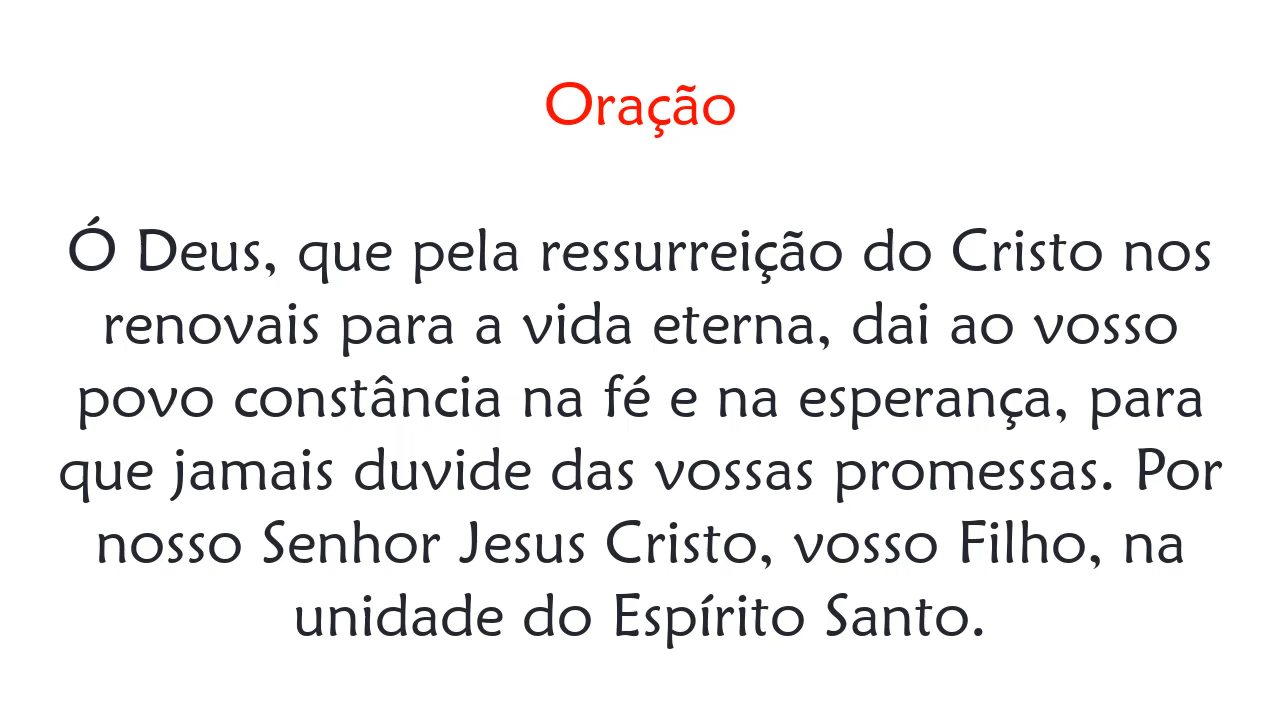 Oração
Ó Deus, que pela ressurreição do Cristo nos
renovais para a vida eterna, dai ao vosso
povo constância na fé e na esperança, para
que jamais duvide das vossas promessas. Por
nosso Senhor Jesus Cristo, vosso Filho, na
unidade do Espírito Santo.